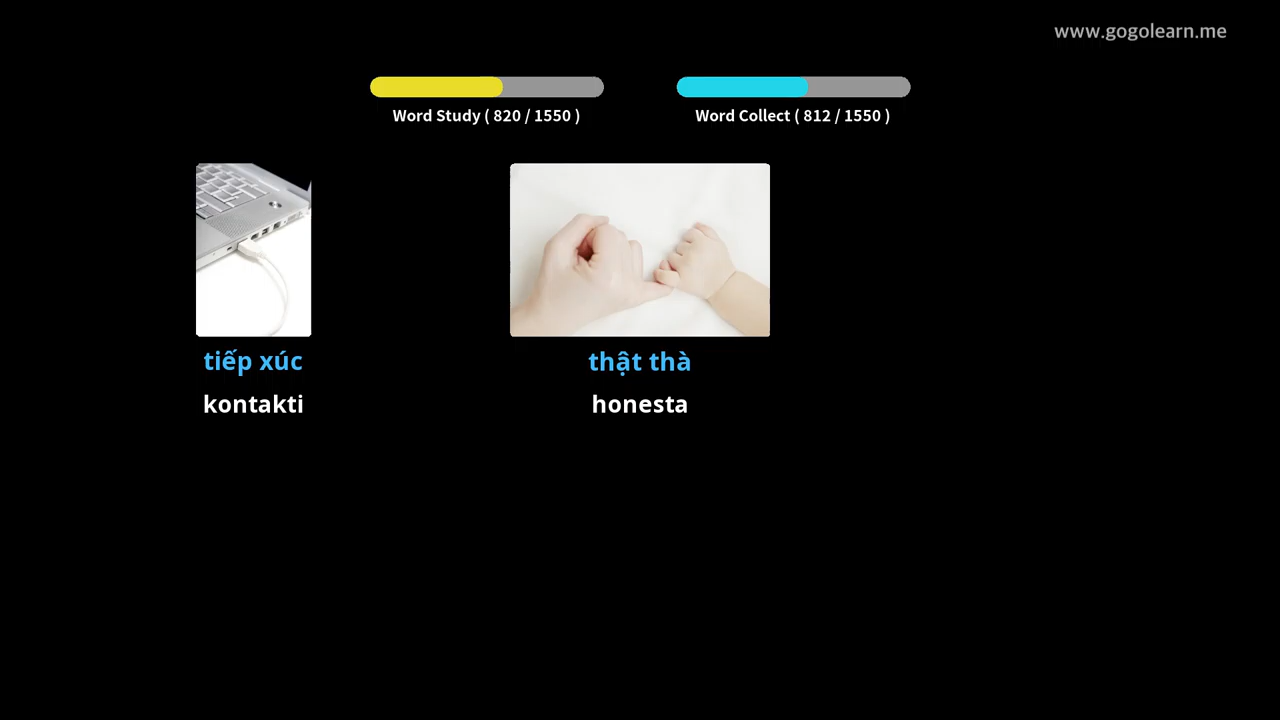 www.gogolearn.me
Word Study ( 820 / 1550 )
Word Collect ( 812 / 1550 )
tiếp xúc
kontakti
thật thà
honesta